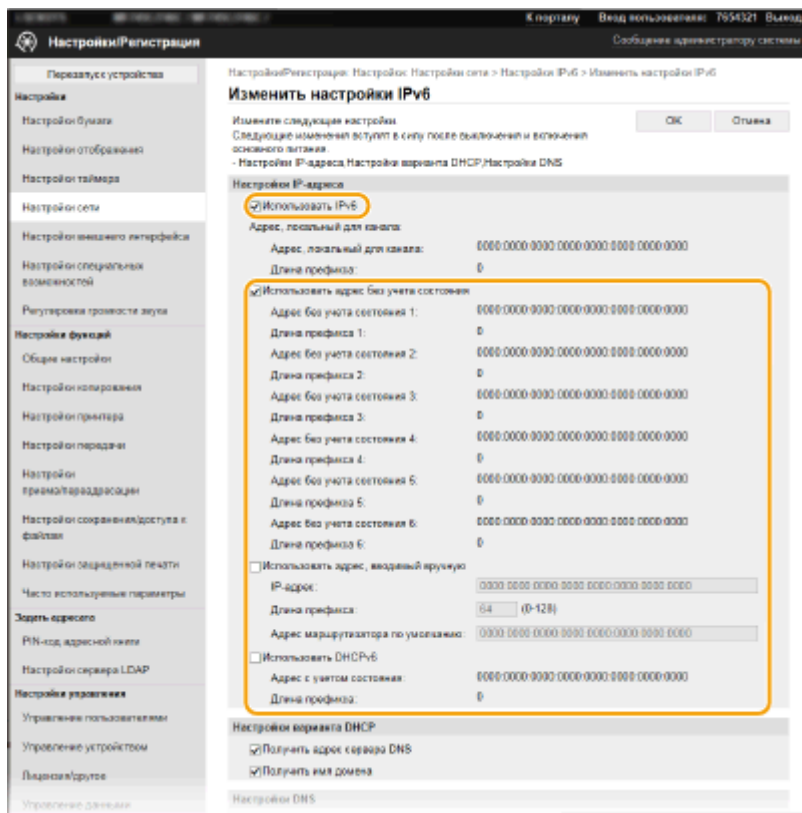 К порталу Вход пользователя: 7654321 Выход
Настройки/Регистрация
Сообщение администратору системы
Перезапуск устройства
Настройки
Настройки бумаги
Настройки отображения
Настройки таймера
Настройки сети
Настройки внешнего интерфейса
Настройки специальных
возможностей
Регулировка громкости звука
Настройки функций
Общие настройки
Настройки копирования
Настройки принтера
Настройки передачи
Настройки
приема/переадресации
Настройки сохранения/доступа к
файлам
Настройки защищенной печати
Часто используемые параметры
Задать адресата
PIN-код адресной книги
Настройки сервера LDAP
Настройки управления
Управление пользователями
Управление устройством
Лицензия/другое
Управление данными
Настройки/Регистрация: Настройки: Настройки сети > Настройки IPv6 > Изменить настройки IPv6
Изменить настройки IPv6
Измените следующие настройки.
Следующие изменения вступят в силу после выключения и включения
основного питания.
- Настройки IP-адреса,Настройки варианта DHCP,Настройки DNS
OK Отмена
Настройки IP-адреса
Использовать IPv6
Адрес, локальный для канала:
Адрес, локальный для канала: 0000:0000:0000:0000:0000:0000:0000:0000
Длина префикса: 0
Использовать адрес без учета состояния
Адрес без учета состояния 1: 0000:0000:0000:0000:0000:0000:0000:0000
Длина префикса 1: 0
Адрес без учета состояния 2: 0000:0000:0000:0000:0000:0000:0000:0000
Длина префикса 2: 0
Адрес без учета состояния 3: 0000:0000:0000:0000:0000:0000:0000:0000
Длина префикса 3: 0
Адрес без учета состояния 4: 0000:0000:0000:0000:0000:0000:0000:0000
Длина префикса 4: 0
Адрес без учета состояния 5: 0000:0000:0000:0000:0000:0000:0000:0000
Длина префикса 5: 0
Адрес без учета состояния 6: 0000:0000:0000:0000:0000:0000:0000:0000
Длина префикса 6: 0
Использовать адрес, вводимый вручную
IP-адрес: 0000:0000:0000:0000:0000:0000:0000:0000
Длина префикса: 64 (0-128)
Адрес маршрутизатора по умолчанию: 0000:0000:0000:0000:0000:0000:0000:0000
Использовать DHCPv6
Адрес с учетом состояния: 0000:0000:0000:0000:0000:0000:0000:0000
Длина префикса: 0
Настройки варианта DHCP
Получить адрес сервера DNS
Получить имя домена
Настройки DNS